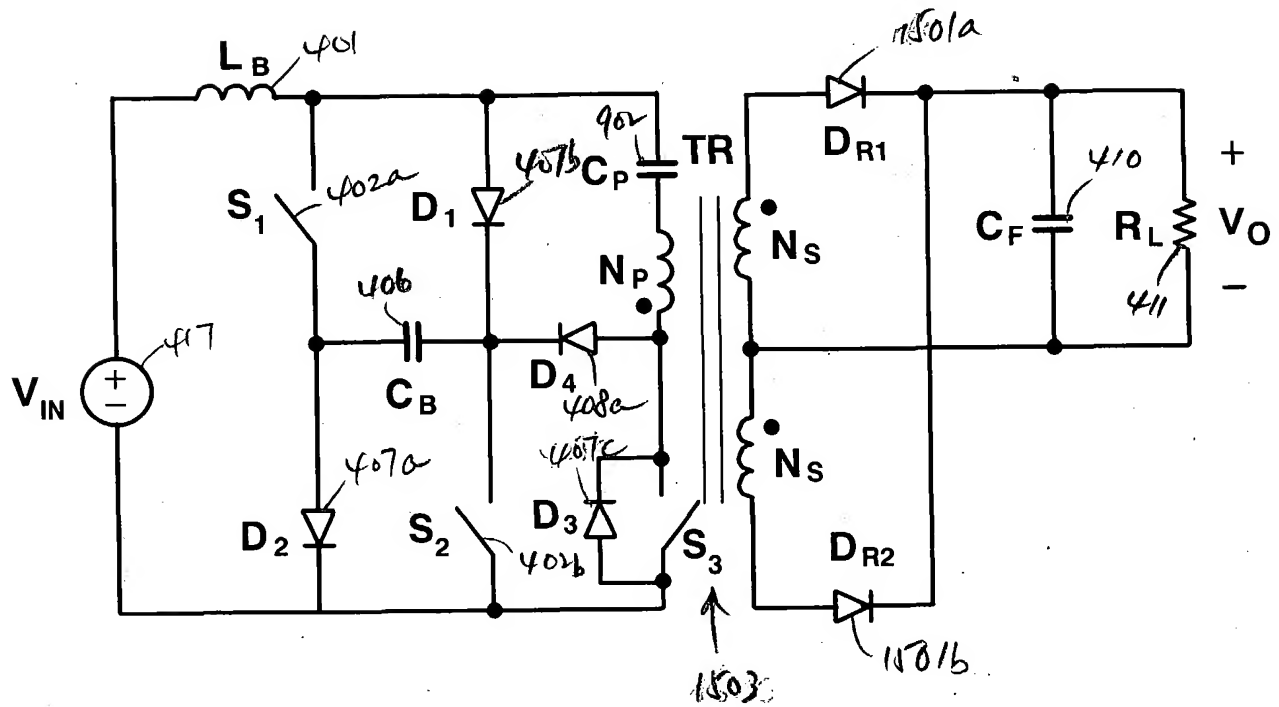 L B
401
1501a
902
TR
D R1
407b
C P
402a
S 1
D 1
410
+
N S
C F
R L
V O
N P
406
411
−
417
V IN
+
−
C B
D 4
408a
407a
407c
N S
D 2
S 2
D 3
S 3
402b
D R2
1501b
1503